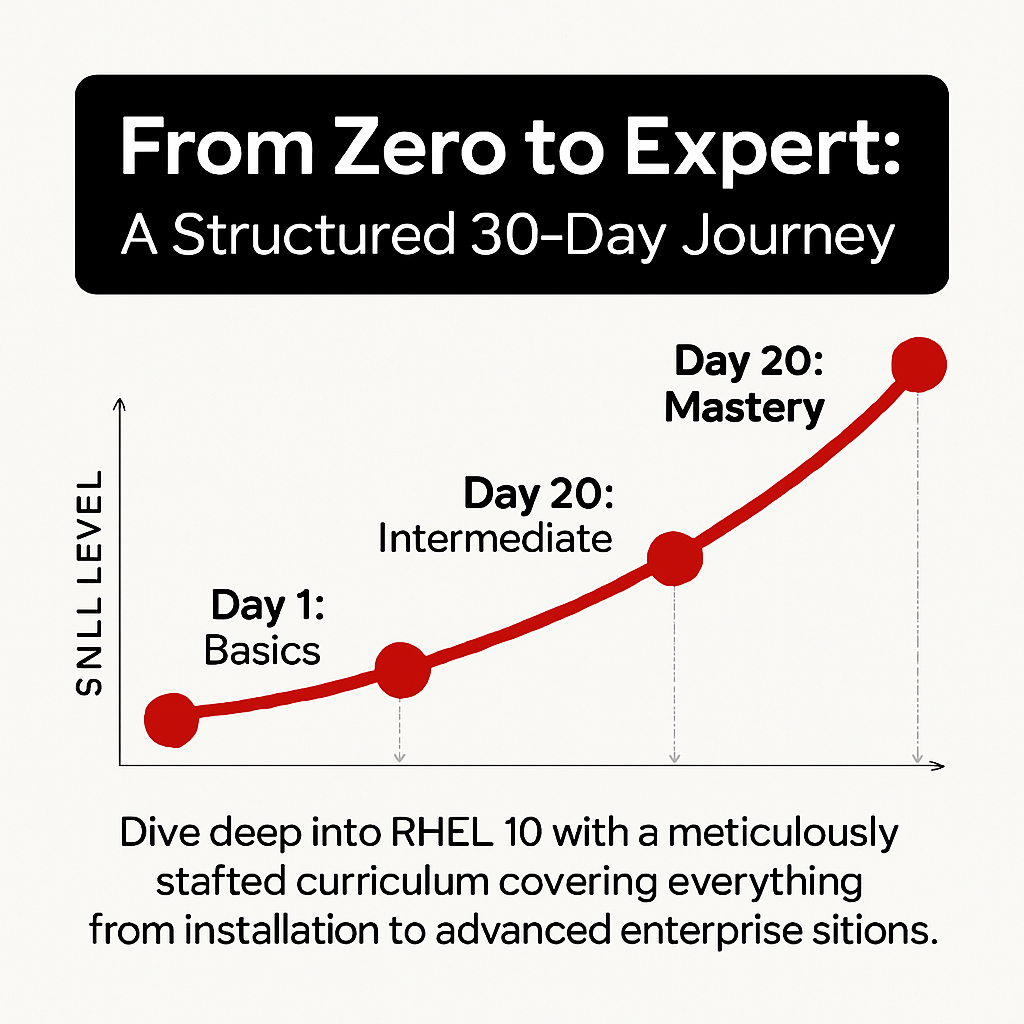 From Zero to Expert:
A Structured 30–Day Journey
Day 20:
Mastery
Day 20:
Intermediate
Day 1:
Basics
SNLL LEVEL
Dive deep into RHEL 10 with a meticulously
stafted curriculum covering everything
from installation to advanced enterprise sitions.